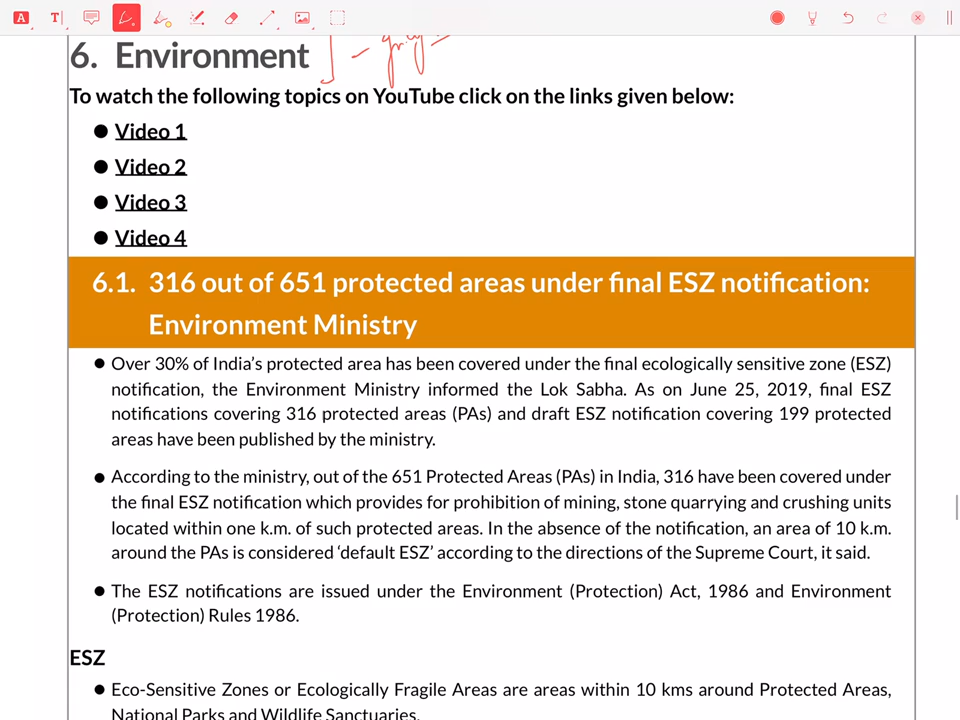 6. Environment
To watch the following topics on YouTube click on the links given below:
● Video 1
● Video 2
● Video 3
● Video 4
6.1. 316 out of 651 protected areas under final ESZ notification:
Environment Ministry
● Over 30% of India's protected area has been covered under the final ecologically sensitive zone (ESZ)
notification, the Environment Ministry informed the Lok Sabha. As on June 25, 2019, final ESZ
notifications covering 316 protected areas (PAs) and draft ESZ notification covering 199 protected
areas have been published by the ministry.
● According to the ministry, out of the 651 Protected Areas (PAs) in India, 316 have been covered under
the final ESZ notification which provides for prohibition of mining, stone quarrying and crushing units
located within one k.m. of such protected areas. In the absence of the notification, an area of 10 k.m.
around the PAs is considered ‘default ESZ’ according to the directions of the Supreme Court, it said.
● The ESZ notifications are issued under the Environment (Protection) Act, 1986 and Environment
(Protection) Rules 1986.
ESZ
● Eco-Sensitive Zones or Ecologically Fragile Areas are areas within 10 kms around Protected Areas,
National Parks and Wildlife Sanctuaries.